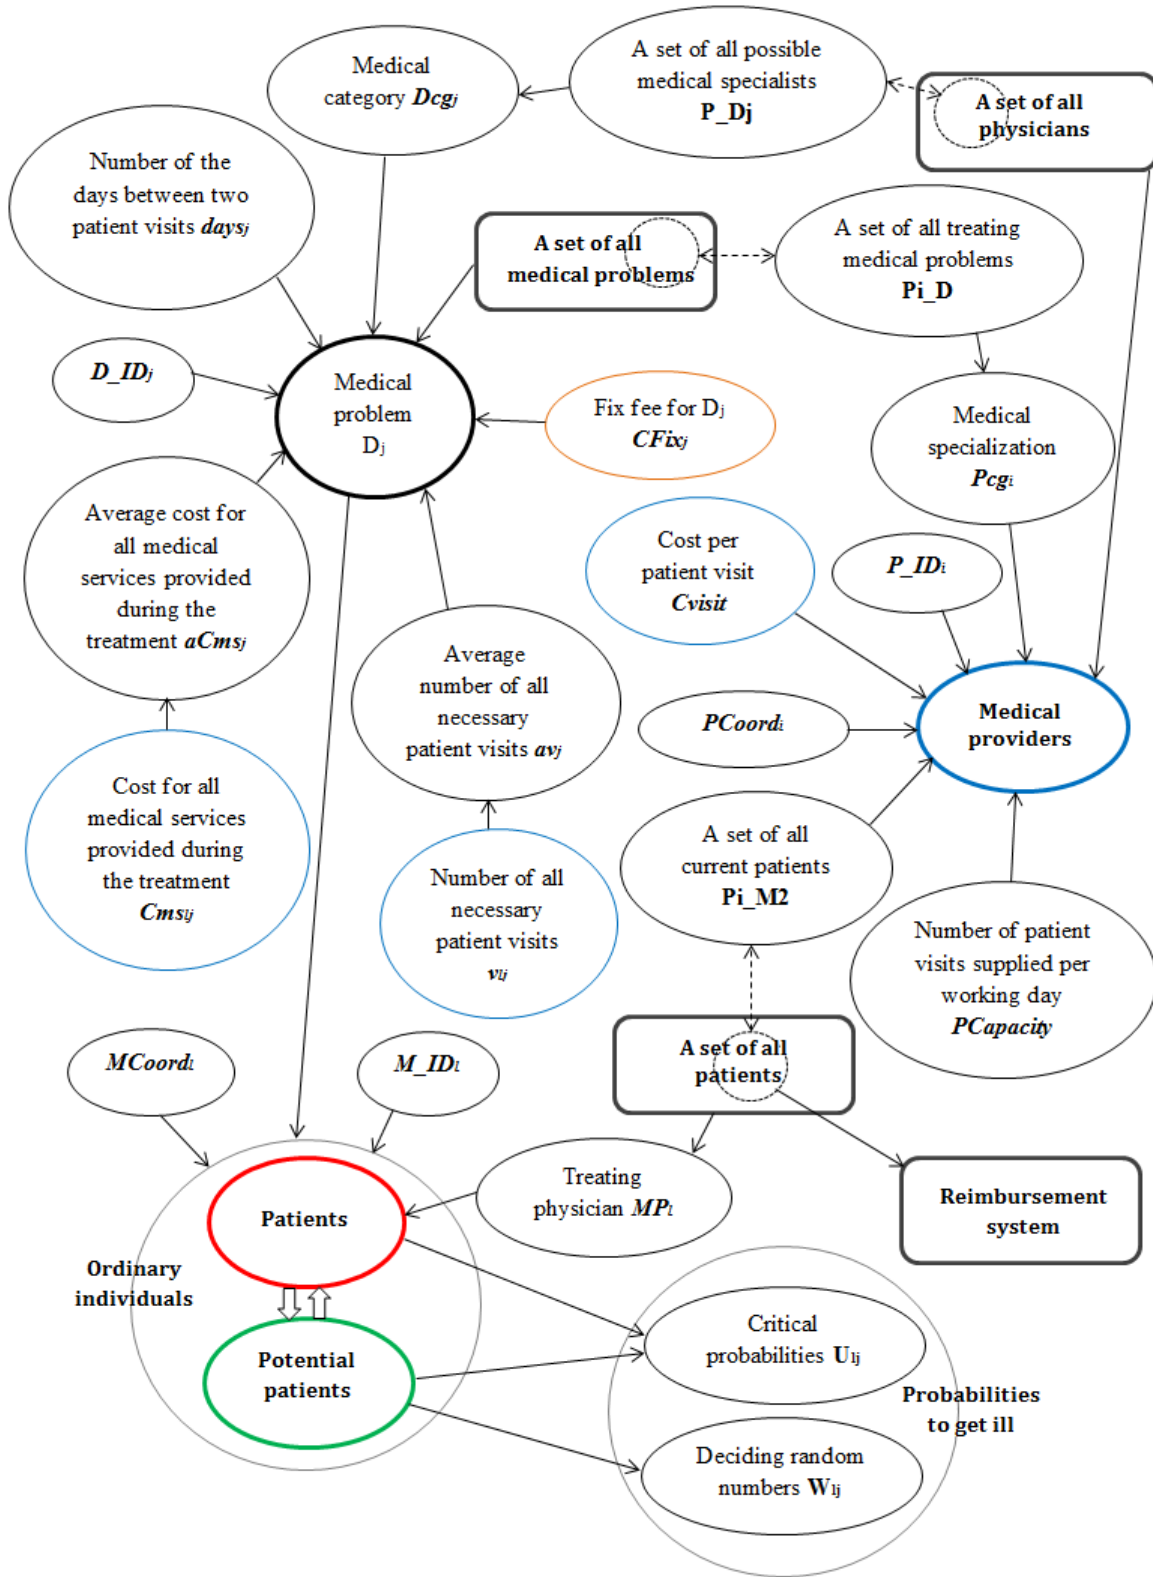 Medical
category Dcgj
A set of all possible
medical specialists
P_Dj
A set of all
physicians
Number of the
days between two
patient visits daysj
A set of all
medical problems
A set of all treating
medical problems
Pi_D
D_IDj
Medical
problem
Dj
Fix fee for Dj
CFixj
Medical
specialization
Pcgi
Average cost for
all medical
services provided
during the
treatment aCmsj
Cost per
patient visit
Cvisit
P_IDi
Average
number of all
necessary
patient visits avj
PCoordi
Medical
providers
Cost for all
medical services
provided during
the treatment
Cmslj
Number of all
necessary
patient visits
vlj
A set of all
current patients
Pi_M2
Number of patient
visits supplied per
working day
PCapacity
MCoordl
M_IDl
A set of all
patients
Treating
physician MPl
Reimbursement
system
Patients
Ordinary
individuals
Potential
patients
Critical
probabilities Ulj
Probabilities
to get ill
Deciding random
numbers Wlj